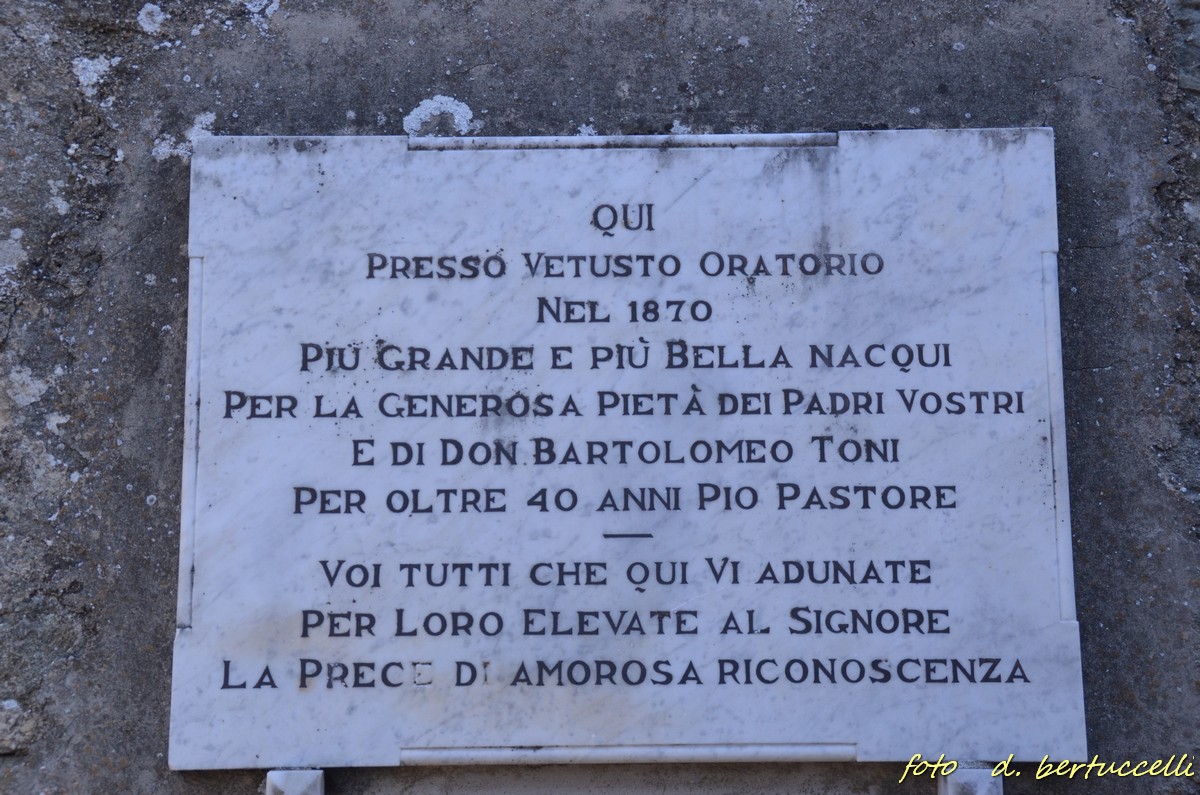 QUI
PRESSO VETUSTO ORATORIO
NEL 1870
PIÙ GRANDE E PIÙ BELLA NACQUI
PER LA GENEROSA PIETÀ DEI PADRI VOSTRI
E DI DON BARTOLOMEO TONI
PER OLTRE 40 ANNI PIO PASTORE
—
VOI TUTTI CHE QUI VI ADUNATE
PER LORO ELEVATE AL SIGNORE
LA PRECE DI AMOROSA RICONOSCENZA
foto d. bertuccelli